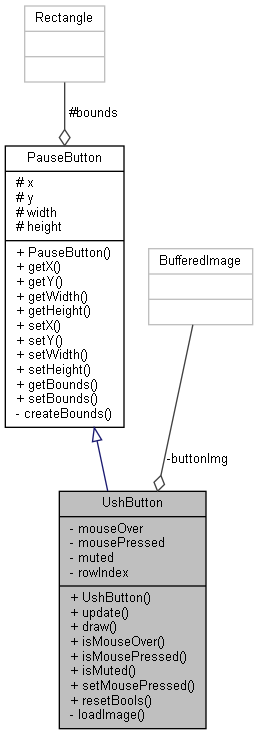 Rectangle
#bounds
PauseButton
# x
# y
# width
# height
+ PauseButton()
+ getX()
+ getY()
+ getWidth()
+ getHeight()
+ setX()
+ setY()
+ setWidth()
+ setHeight()
+ getBounds()
+ setBounds()
- createBounds()
BufferedImage
-buttonImg
UshButton
- mouseOver
- mousePressed
- muted
- rowIndex
+ UshButton()
+ update()
+ draw()
+ isMouseOver()
+ isMousePressed()
+ isMuted()
+ setMousePressed()
+ resetBools()
- loadImage()